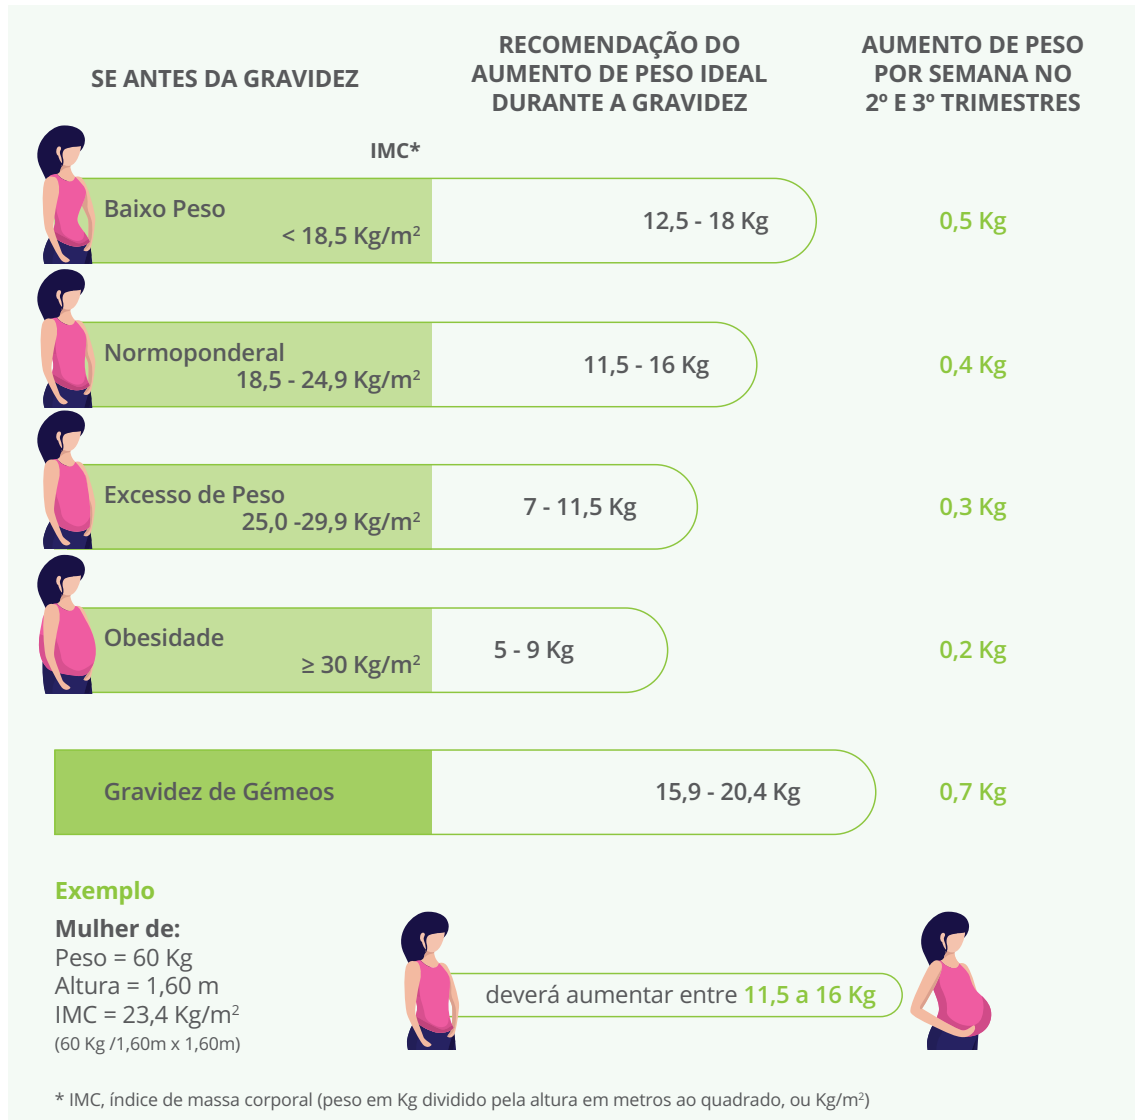 SE ANTES DA GRAVIDEZ
RECOMENDAÇÃO DO
AUMENTO DE PESO IDEAL
DURANTE A GRAVIDEZ
AUMENTO DE PESO
POR SEMANA NO
2º E 3º TRIMESTRES
IMC*
Baixo Peso
< 18,5 Kg/m²
12,5 - 18 Kg
0,5 Kg
Normoponderal
18,5 - 24,9 Kg/m²
11,5 - 16 Kg
0,4 Kg
Excesso de Peso
25,0 -29,9 Kg/m²
7 - 11,5 Kg
0,3 Kg
Obesidade
≥ 30 Kg/m²
5 - 9 Kg
0,2 Kg
Gravidez de Gémeos
15,9 - 20,4 Kg
0,7 Kg
Exemplo
Mulher de:
Peso = 60 Kg
Altura = 1,60 m
IMC = 23,4 Kg/m²
(60 Kg /1,60m x 1,60m)
deverá aumentar entre 11,5 a 16 Kg
* IMC, índice de massa corporal (peso em Kg dividido pela altura em metros ao quadrado, ou Kg/m²)